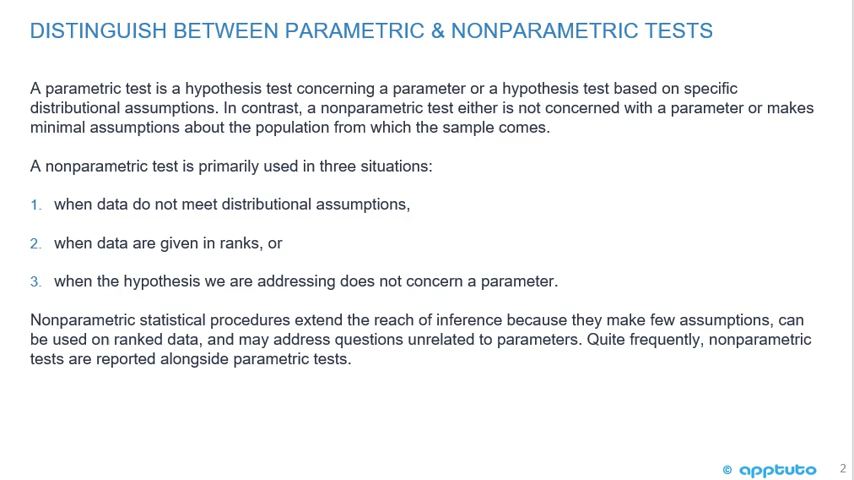 DISTINGUISH BETWEEN PARAMETRIC & NONPARAMETRIC TESTS
A parametric test is a hypothesis test concerning a parameter or a hypothesis test based on specific
distributional assumptions. In contrast, a nonparametric test either is not concerned with a parameter or makes
minimal assumptions about the population from which the sample comes.
A nonparametric test is primarily used in three situations:
1. when data do not meet distributional assumptions,
2. when data are given in ranks, or
3. when the hypothesis we are addressing does not concern a parameter.
Nonparametric statistical procedures extend the reach of inference because they make few assumptions, can
be used on ranked data, and may address questions unrelated to parameters. Quite frequently, nonparametric
tests are reported alongside parametric tests.
© apptuto 2